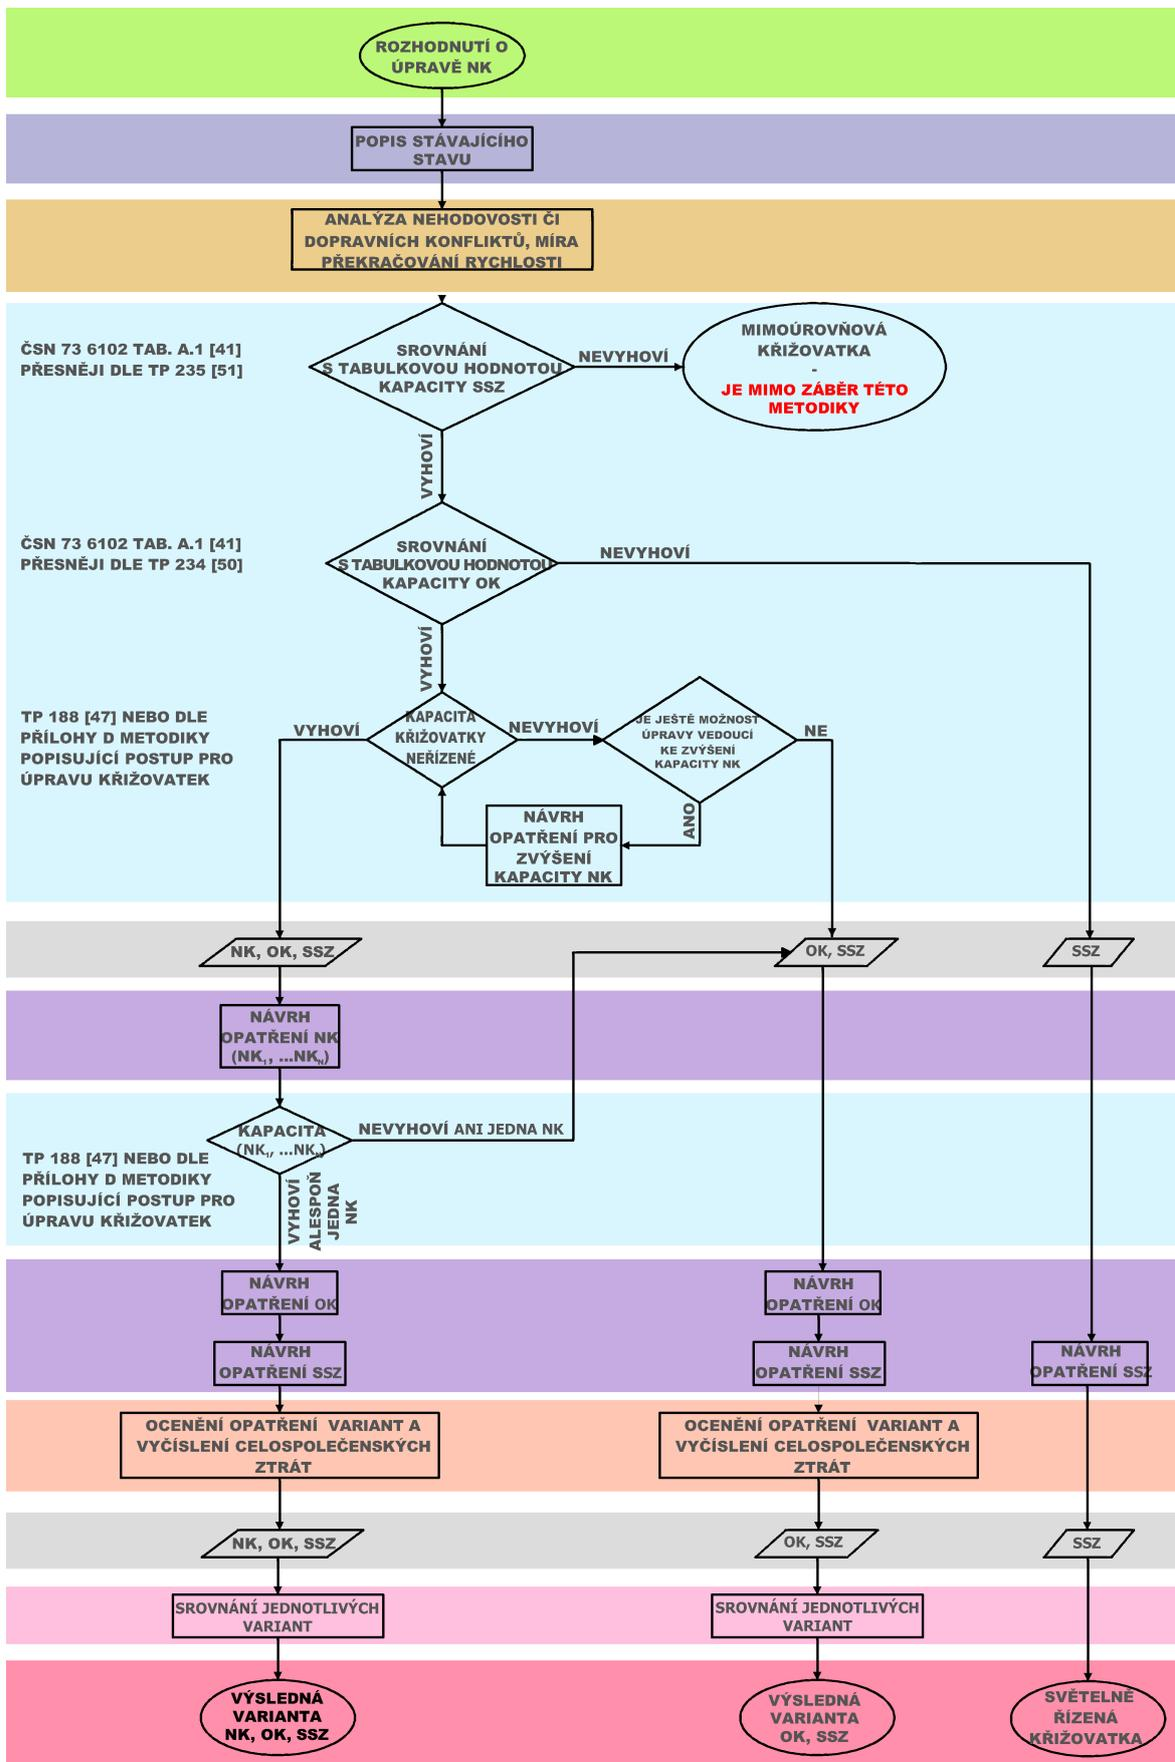 ROZHODNUTÍ O
ÚPRAVĚ NK
POPIS STÁVAJÍCÍHO
STAVU
ANALÝZA NEHODOVOSTI ČI
DOPRAVNÍCH KONFLIKTŮ, MÍRA
PŘEKRAČOVÁNÍ RYCHLOSTI
ČSN 73 6102 TAB. A.1 [41]
PŘESNĚJI DLE TP 235 [51]
SROVNÁNÍ
S TABULKOVOU HODNOTOU
KAPACITY SSZ
NEVYHOVÍ
MIMOÚROVŇOVÁ
KŘIŽOVATKA
-
JE MIMO ZÁBĚR TÉTO
METODIKY
VYHOVÍ
ČSN 73 6102 TAB. A.1 [41]
PŘESNĚJI DLE TP 234 [50]
SROVNÁNÍ
S TABULKOVOU HODNOTOU
KAPACITY OK
NEVYHOVÍ
VYHOVÍ
TP 188 [47] NEBO DLE
PŘÍLOHY D METODIKY
POPISUJÍCÍ POSTUP PRO
ÚPRAVU KŘIŽOVATEK
VYHOVÍ
KAPACITA
KŘIŽOVATKY
NEŘÍZENÉ
NEVYHOVÍ
JE JEŠTĚ MOŽNOST
ÚPRAVY VEDOUCÍ
KE ZVÝŠENÍ
KAPACITY NK
NE
ANO
NÁVRH
OPATŘENÍ PRO
ZVÝŠENÍ
KAPACITY NK
NK, OK, SSZ
OK, SSZ
SSZ
NÁVRH
OPATŘENÍ NK
(NK₁, ...NKₙ)
KAPACITA
(NK₁, ...NKₙ)
NEVYHOVÍ ANI JEDNA NK
TP 188 [47] NEBO DLE
PŘÍLOHY D METODIKY
POPISUJÍCÍ POSTUP PRO
ÚPRAVU KŘIŽOVATEK
VYHOVÍ
ALESPOŇ
JEDNA
NK
NÁVRH
OPATŘENÍ OK
NÁVRH
OPATŘENÍ OK
NÁVRH
OPATŘENÍ SSZ
NÁVRH
OPATŘENÍ SSZ
NÁVRH
OPATŘENÍ SSZ
OCENĚNÍ OPATŘENÍ VARIANT A
VYČÍSLENÍ CELOSPOLEČENSKÝCH
ZTRÁT
OCENĚNÍ OPATŘENÍ VARIANT A
VYČÍSLENÍ CELOSPOLEČENSKÝCH
ZTRÁT
NK, OK, SSZ
OK, SSZ
SSZ
SROVNÁNÍ JEDNOTLIVÝCH
VARIANT
SROVNÁNÍ JEDNOTLIVÝCH
VARIANT
VÝSLEDNÁ
VARIANTA
NK, OK, SSZ
VÝSLEDNÁ
VARIANTA
OK, SSZ
SVĚTELNĚ
ŘÍZENÁ
KŘIŽOVATKA